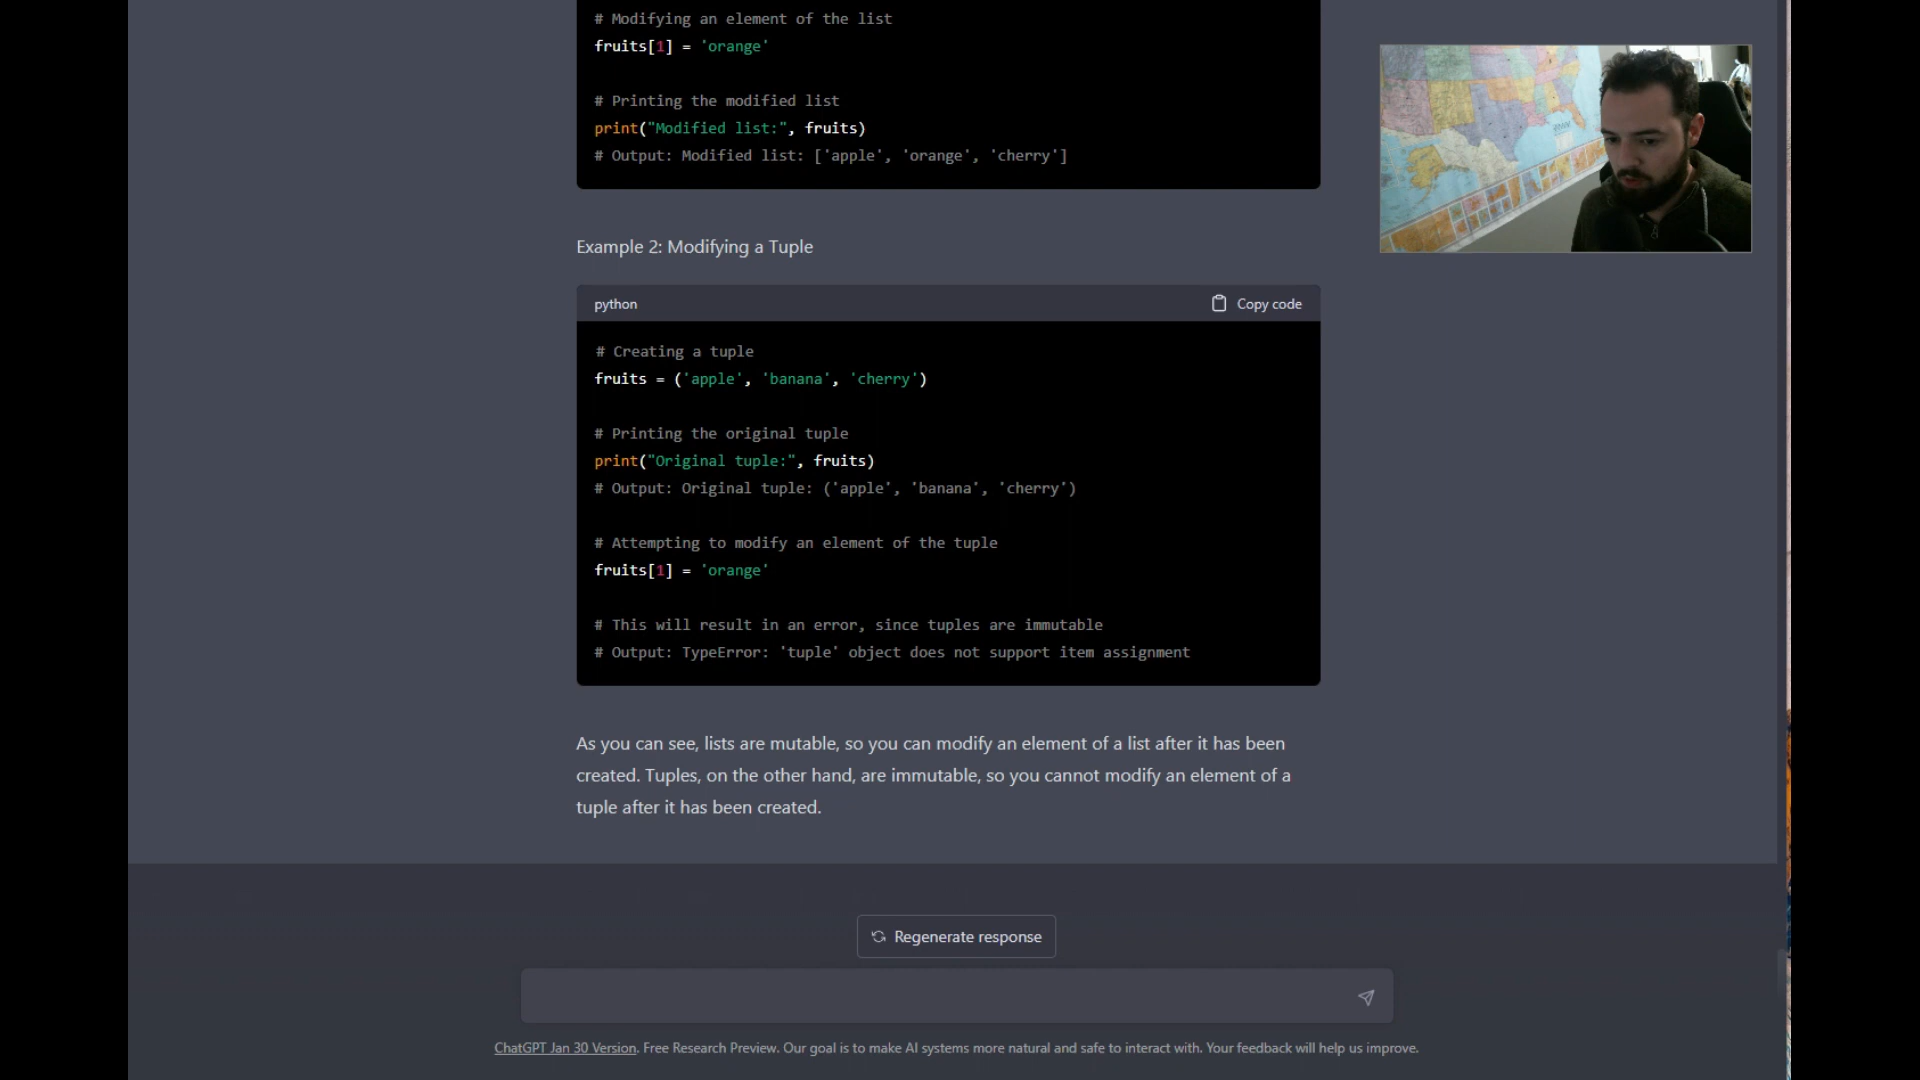 # Modifying an element of the list
fruits[1] = 'orange'
# Printing the modified list
print("Modified list:", fruits)
# Output: Modified list: ['apple', 'orange', 'cherry']
Example 2: Modifying a Tuple
python
Copy code
# Creating a tuple
fruits = ('apple', 'banana', 'cherry')
# Printing the original tuple
print("Original tuple:", fruits)
# Output: Original tuple: ('apple', 'banana', 'cherry')
# Attempting to modify an element of the tuple
fruits[1] = 'orange'
# This will result in an error, since tuples are immutable
# Output: TypeError: 'tuple' object does not support item assignment
As you can see, lists are mutable, so you can modify an element of a list after it has been
created. Tuples, on the other hand, are immutable, so you cannot modify an element of a
tuple after it has been created.
Regenerate response
ChatGPT Jan 30 Version. Free Research Preview. Our goal is to make AI systems more natural and safe to interact with. Your feedback will help us improve.